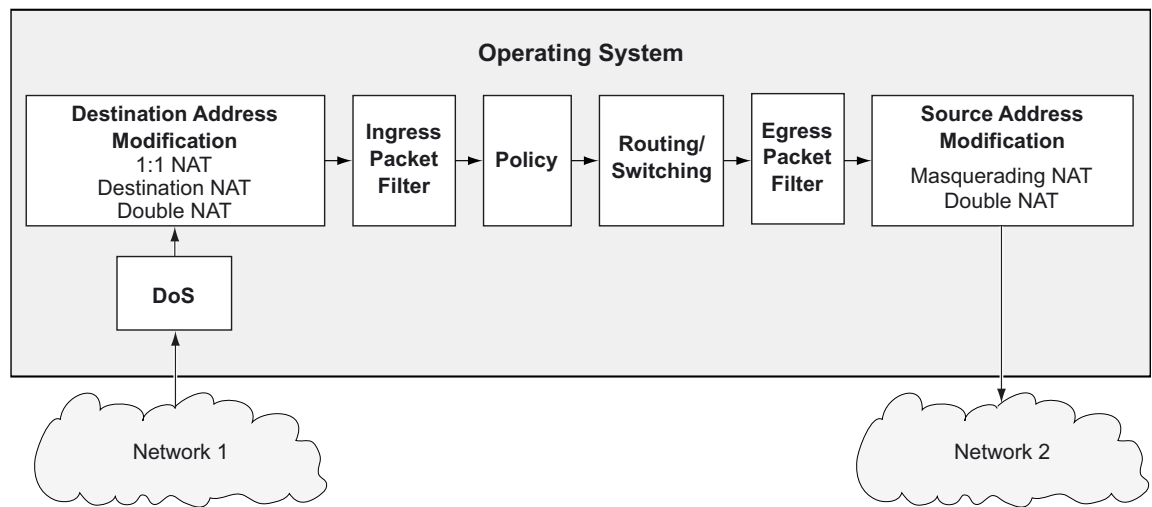 Operating System
Destination Address
Modification
1:1 NAT
Destination NAT
Double NAT
Ingress
Packet
Filter
Policy
Routing/
Switching
Egress
Packet
Filter
Source Address
Modification
Masquerading NAT
Double NAT
DoS
Network 1
Network 2